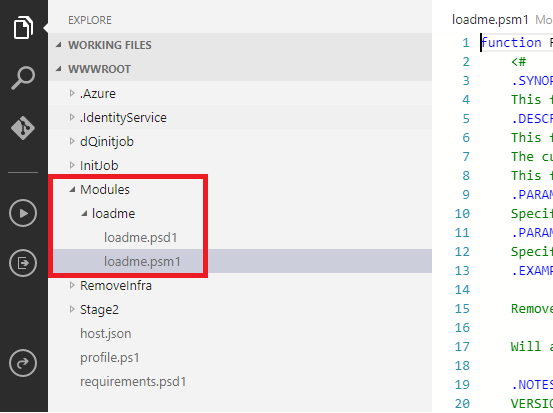 EXPLORE
WORKING FILES
WWWROOT
.Azure
.IdentityService
dQinitjob
InitJob
Modules
loadme
loadme.psd1
loadme.psm1
RemoveInfra
Stage2
host.json
profile.ps1
requirements.psd1
loadme.psm1
1 function
2 <#
3 .SYNOP
4 This f
5 .DESCR
6 This f
7 The cu
8 This f
9 .PARAM
10 Specif
11 .PARAM
12 Specif
13 .EXAMP
14
15 Remove
16
17 Will a
18
19 .NOTES
20 VERSIO